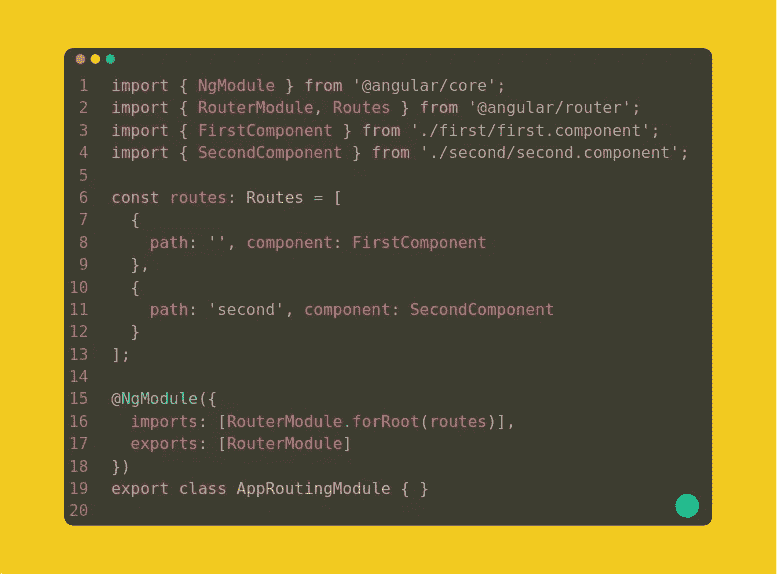 1 import { NgModule } from '@angular/core';
2 import { RouterModule, Routes } from '@angular/router';
3 import { FirstComponent } from './first/first.component';
4 import { SecondComponent } from './second/second.component';
5
6 const routes: Routes = [
7   {
8     path: '', component: FirstComponent
9   },
10   {
11     path: 'second', component: SecondComponent
12   }
13 ];
14
15 @NgModule({
16   imports: [RouterModule.forRoot(routes)],
17   exports: [RouterModule]
18 })
19 export class AppRoutingModule { }
20